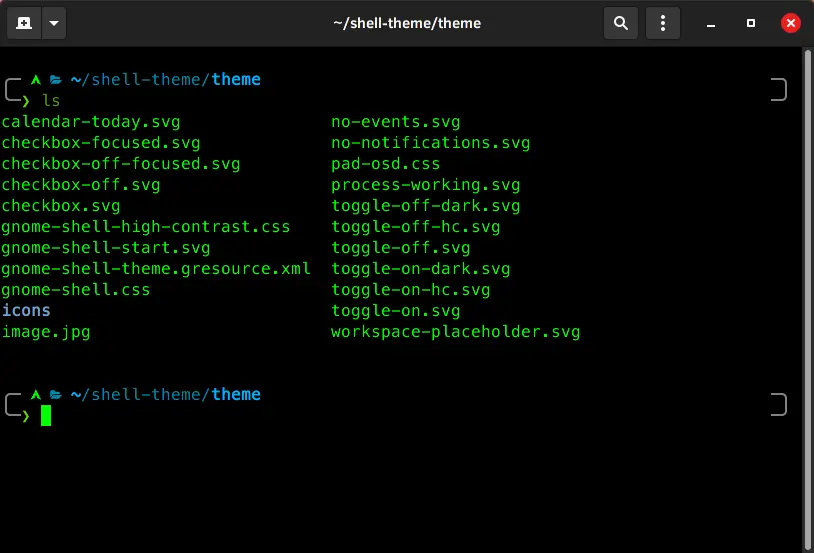 ~/shell-theme/theme
~/shell-theme/theme
❯ ls
calendar-today.svg no-events.svg
checkbox-focused.svg no-notifications.svg
checkbox-off-focused.svg pad-osd.css
checkbox-off.svg process-working.svg
checkbox.svg toggle-off-dark.svg
gnome-shell-high-contrast.css toggle-off-hc.svg
gnome-shell-start.svg toggle-off.svg
gnome-shell-theme.gresource.xml toggle-on-dark.svg
gnome-shell.css toggle-on-hc.svg
icons toggle-on.svg
image.jpg workspace-placeholder.svg
~/shell-theme/theme
❯